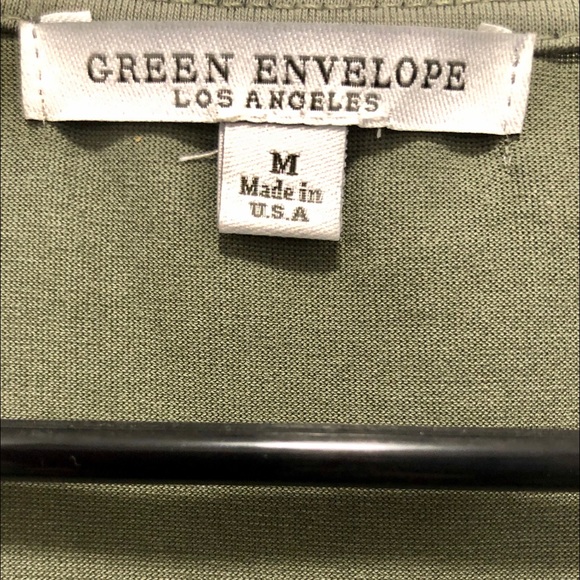 GREEN ENVELOPE
LOS ANGELES
M
Made in
U.S.A